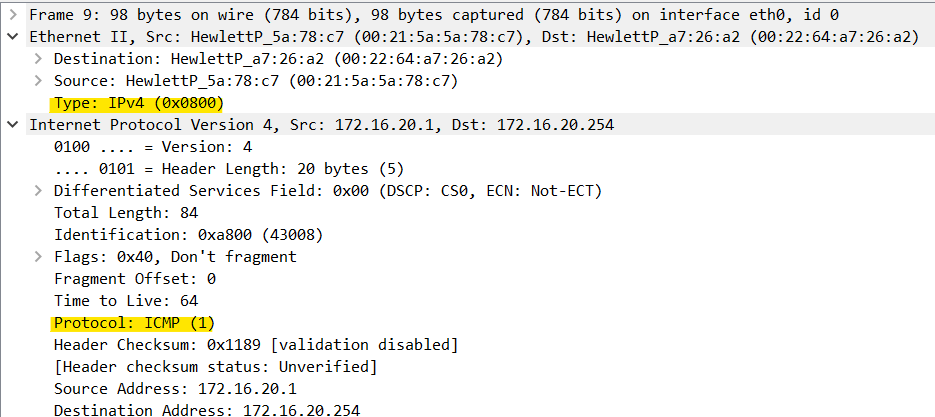 Frame 9: 98 bytes on wire (784 bits), 98 bytes captured (784 bits) on interface eth0, id 0
Ethernet II, Src: HewlettP_5a:78:c7 (00:21:5a:5a:78:c7), Dst: HewlettP_a7:26:a2 (00:22:64:a7:26:a2)
Destination: HewlettP_a7:26:a2 (00:22:64:a7:26:a2)
Source: HewlettP_5a:78:c7 (00:21:5a:5a:78:c7)
Type: IPv4 (0x0800)
Internet Protocol Version 4, Src: 172.16.20.1, Dst: 172.16.20.254
0100 .... = Version: 4
.... 0101 = Header Length: 20 bytes (5)
Differentiated Services Field: 0x00 (DSCP: CS0, ECN: Not-ECT)
Total Length: 84
Identification: 0xa800 (43008)
Flags: 0x40, Don't fragment
Fragment Offset: 0
Time to Live: 64
Protocol: ICMP (1)
Header Checksum: 0x1189 [validation disabled]
[Header checksum status: Unverified]
Source Address: 172.16.20.1
Destination Address: 172.16.20.254